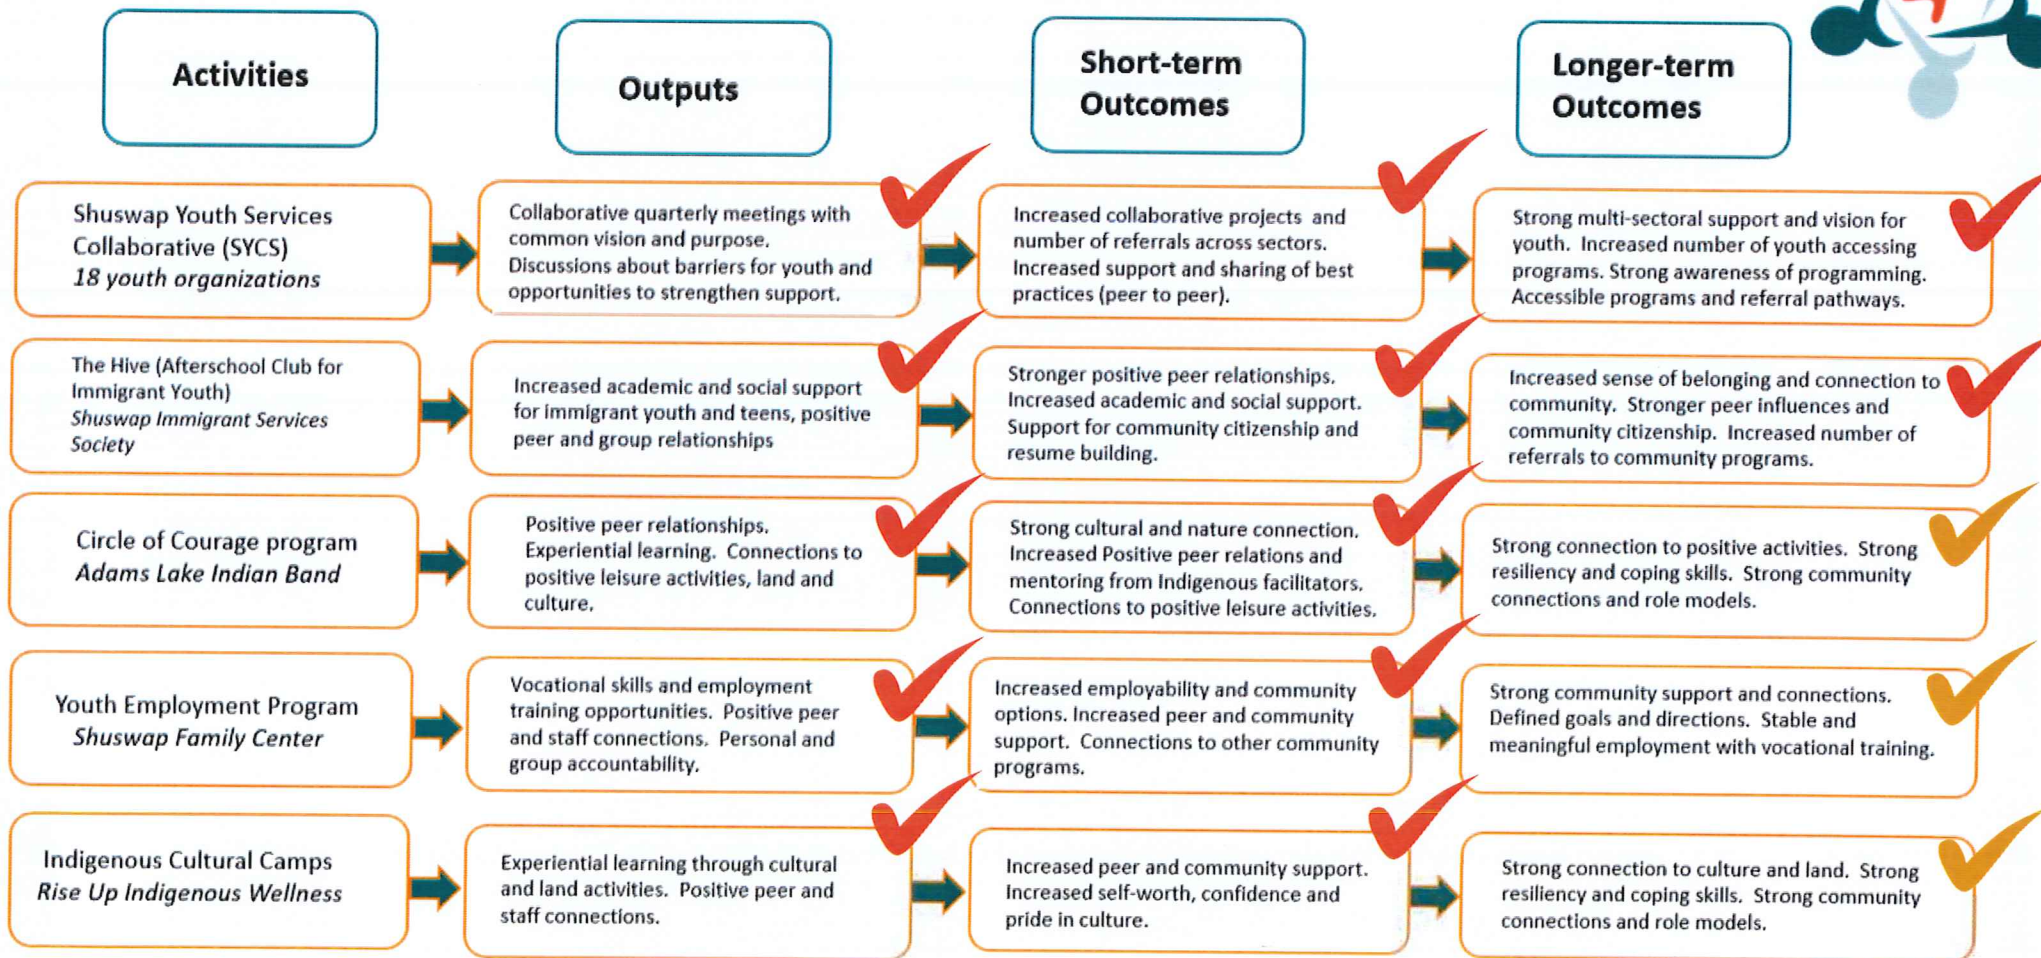 Activities
Outputs
Short-term
Outcomes
Longer-term
Outcomes
Shuswap Youth Services
Collaborative (SYCS)
18 youth organizations
Collaborative quarterly meetings with
common vision and purpose.
Discussions about barriers for youth and
opportunities to strengthen support.
Increased collaborative projects and
number of referrals across sectors.
Increased support and sharing of best
practices (peer to peer).
Strong multi-sectoral support and vision for
youth. Increased number of youth accessing
programs. Strong awareness of programming.
Accessible programs and referral pathways.
The Hive (Afterschool Club for
Immigrant Youth)
Shuswap Immigrant Services
Society
Increased academic and social support
for immigrant youth and teens, positive
peer and group relationships
Stronger positive peer relationships.
Increased academic and social support.
Support for community citizenship and
resume building.
Increased sense of belonging and connection to
community. Stronger peer influences and
community citizenship. Increased number of
referrals to community programs.
Circle of Courage program
Adams Lake Indian Band
Positive peer relationships.
Experiential learning. Connections to
positive leisure activities, land and
culture.
Strong cultural and nature connection.
Increased Positive peer relations and
mentoring from Indigenous facilitators.
Connections to positive leisure activities.
Strong connection to positive activities. Strong
resiliency and coping skills. Strong community
connections and role models.
Youth Employment Program
Shuswap Family Center
Vocational skills and employment
training opportunities. Positive peer
and staff connections. Personal and
group accountability.
Increased employability and community
options. Increased peer and community
support. Connections to other community
programs.
Strong community support and connections.
Defined goals and directions. Stable and
meaningful employment with vocational training.
Indigenous Cultural Camps
Rise Up Indigenous Wellness
Experiential learning through cultural
and land activities. Positive peer and
staff connections.
Increased peer and community support.
Increased self-worth, confidence and
pride in culture.
Strong connection to culture and land. Strong
resiliency and coping skills. Strong community
connections and role models.